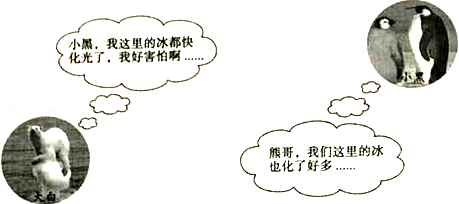 小黑，我这里的冰都快
化光了，我好害怕啊……
小黑
熊哥，我们这里的冰
也化了好多……
大白